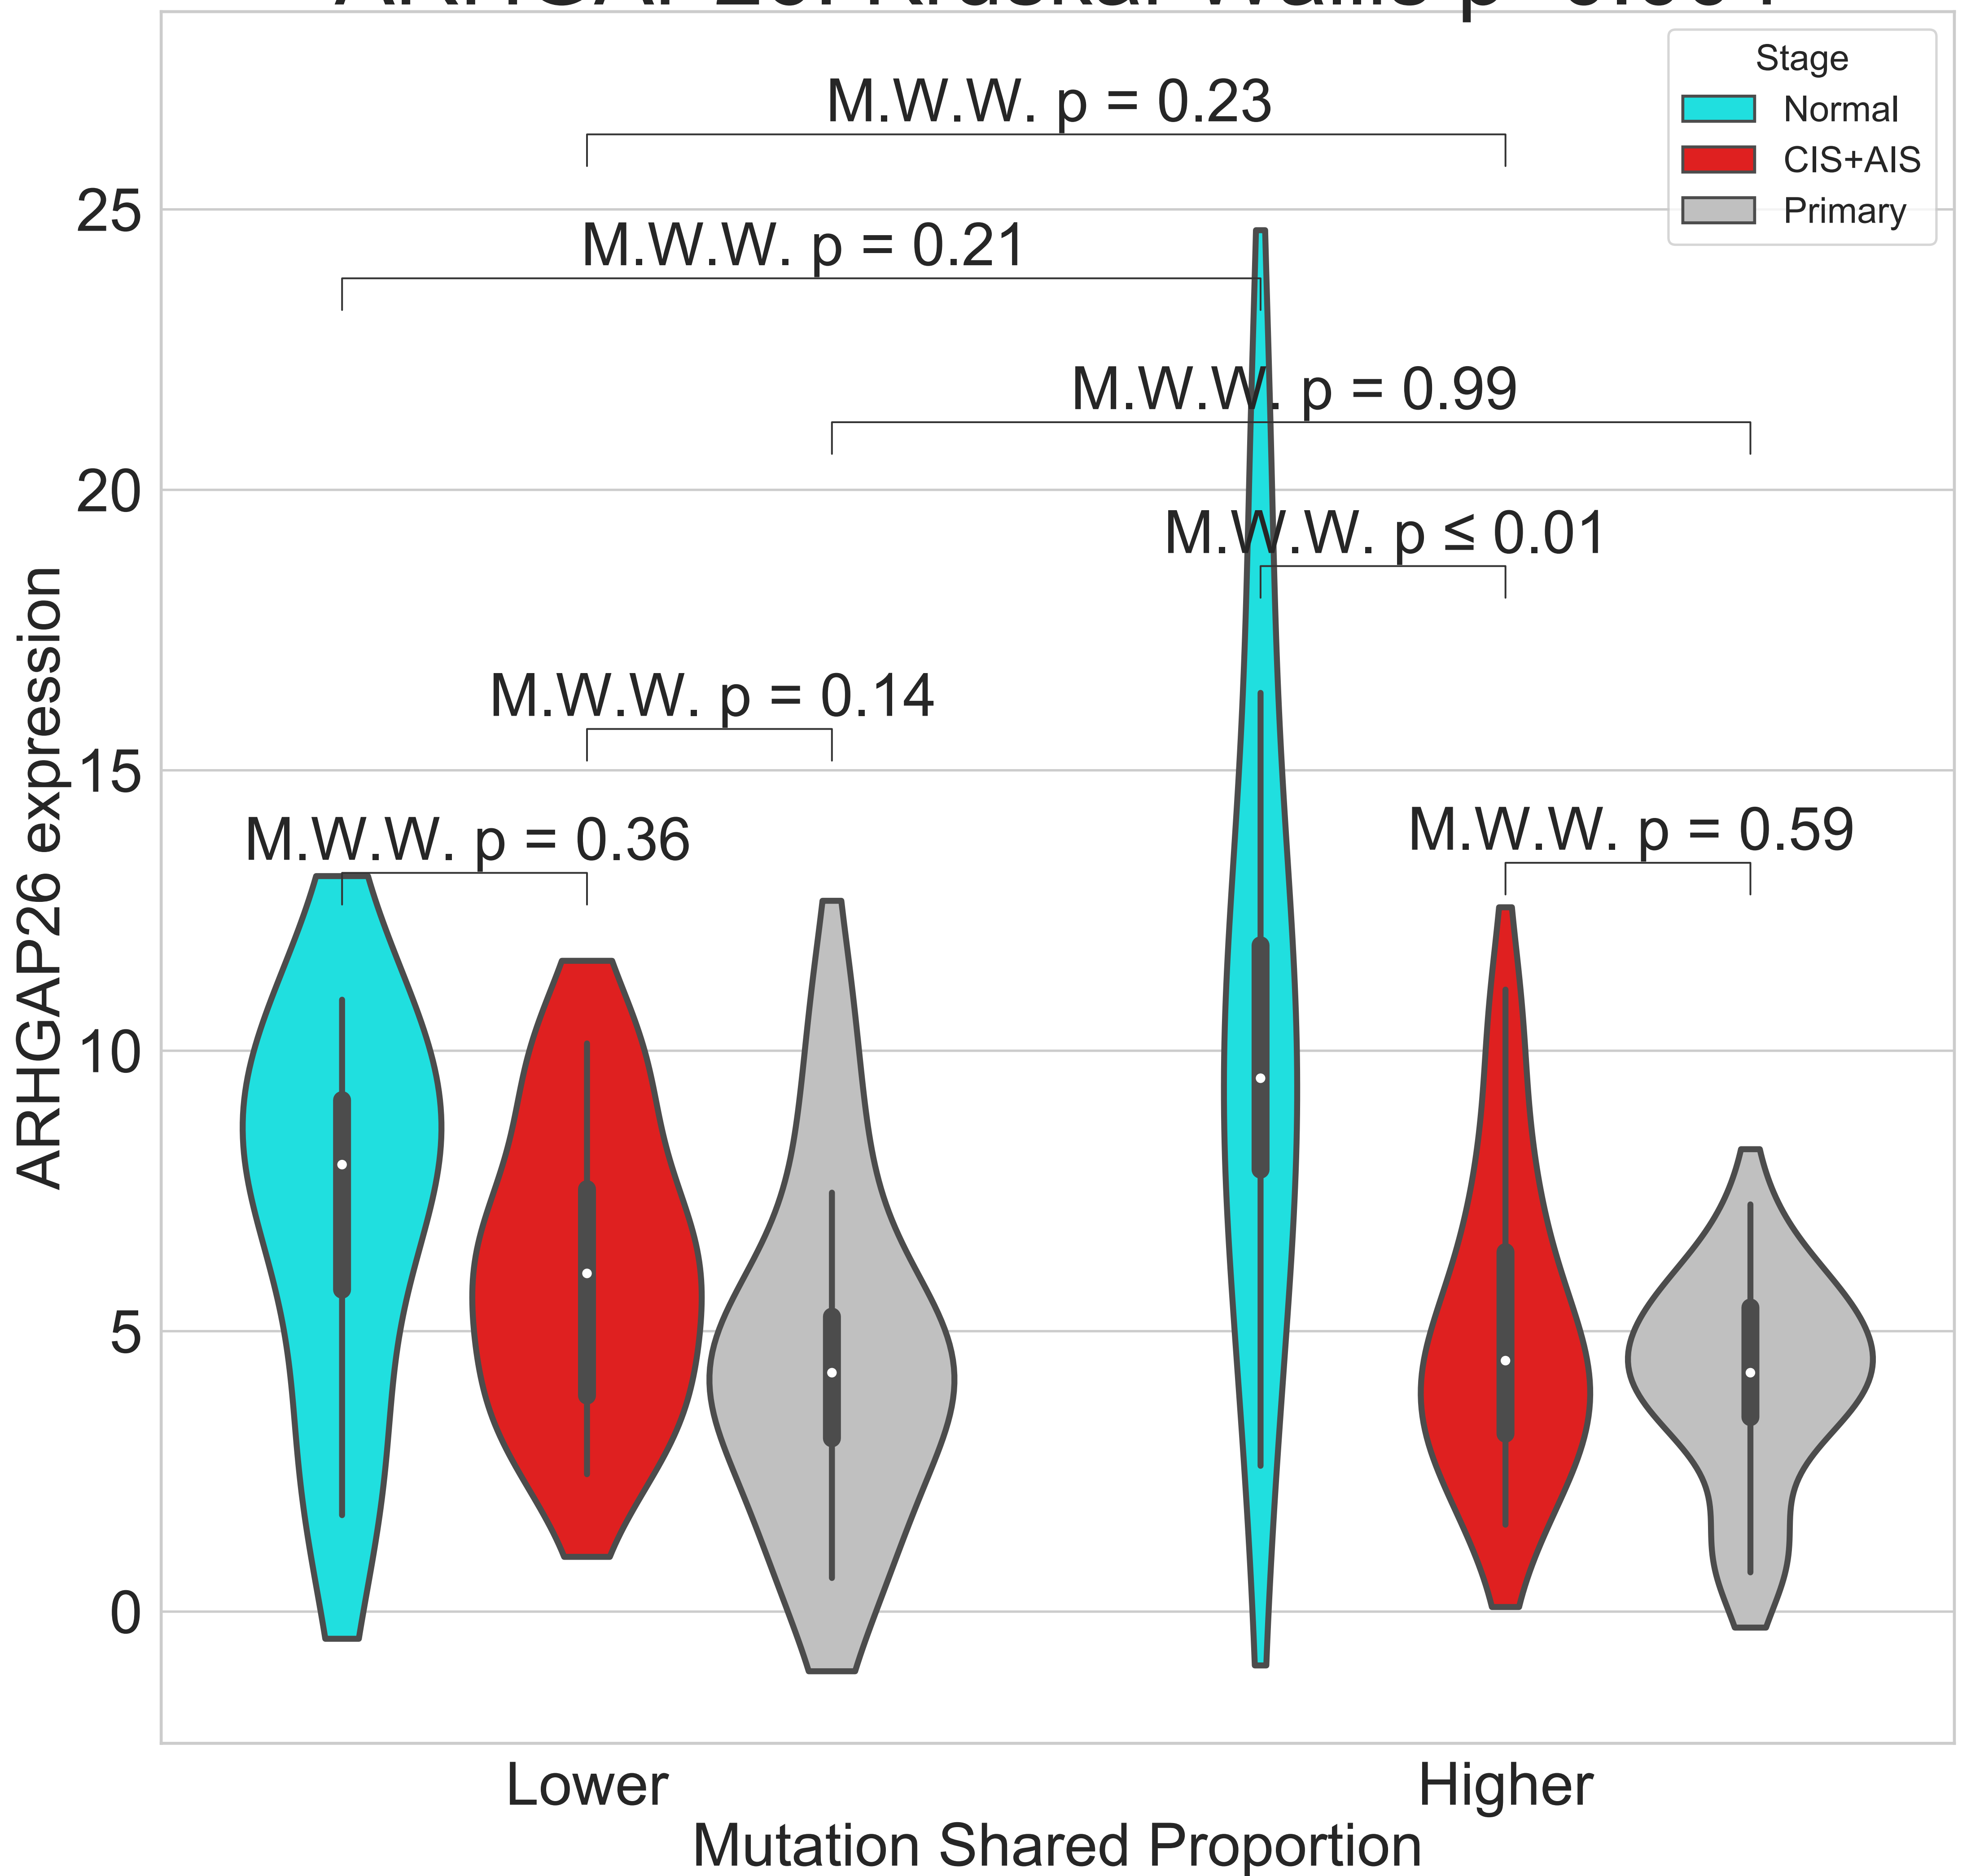 Stage
Normal
CIS+AIS
Primary
M.W.W. p = 0.23
M.W.W. p = 0.21
M.W.W. p = 0.99
M.W.W. p ≤ 0.01
M.W.W. p = 0.14
M.W.W. p = 0.36
M.W.W. p = 0.59
25
20
15
10
5
0
ARHGAP26 expression
Lower
Higher
Mutation Shared Proportion